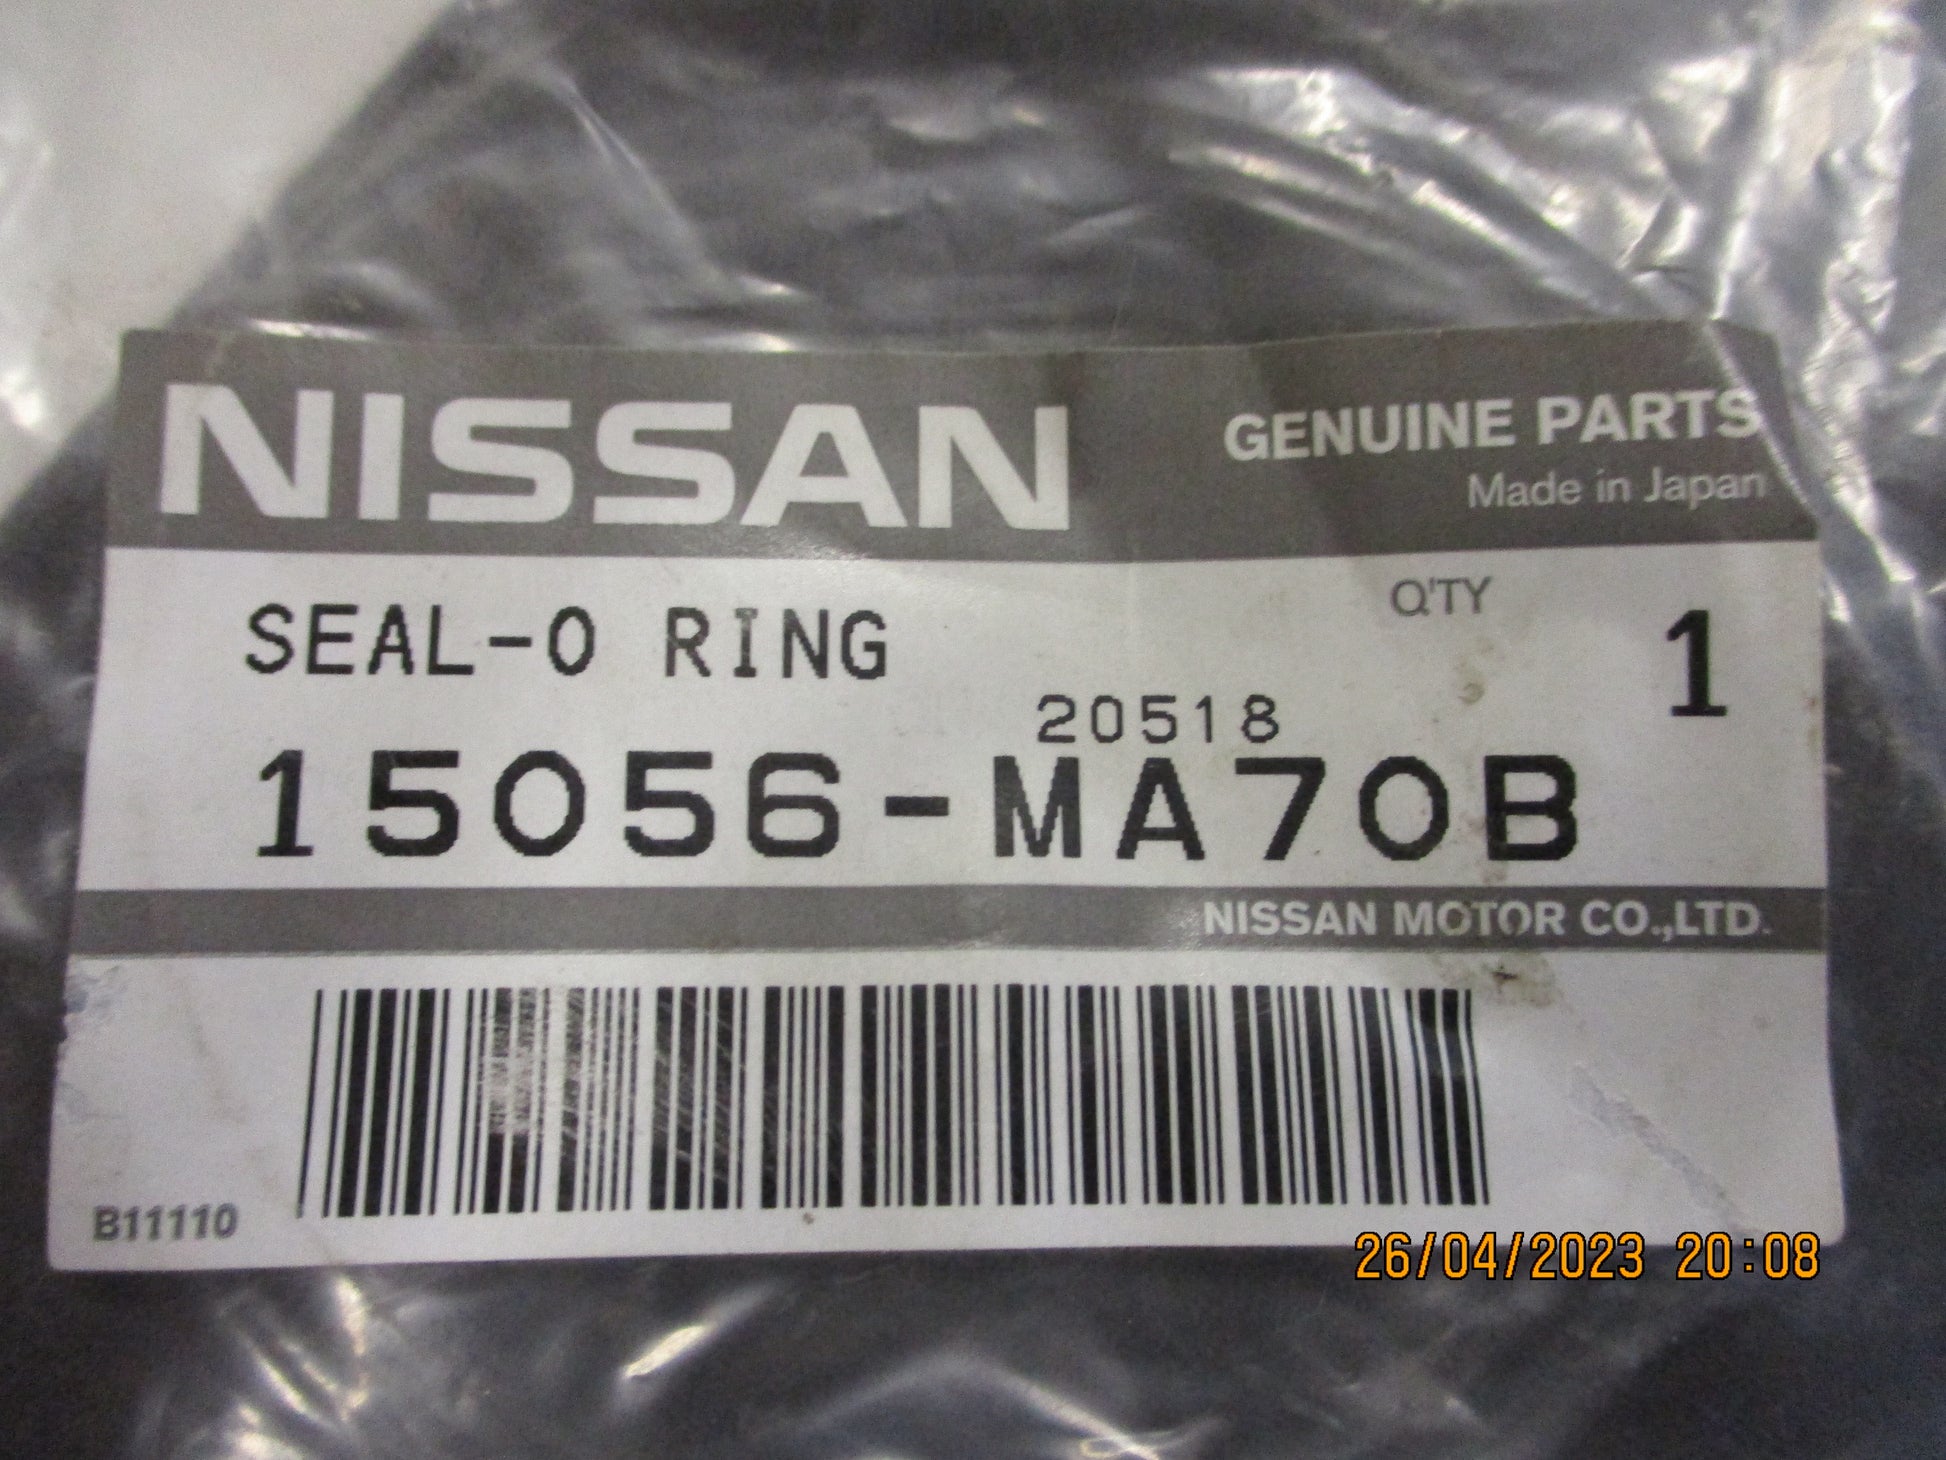 NISSAN
GENUINE PARTS
Made in Japan
SEAL-O RING
Q'TY 1
20518
15056-MA70B
NISSAN MOTOR CO.,LTD.
B11110
26/04/2023 20:08